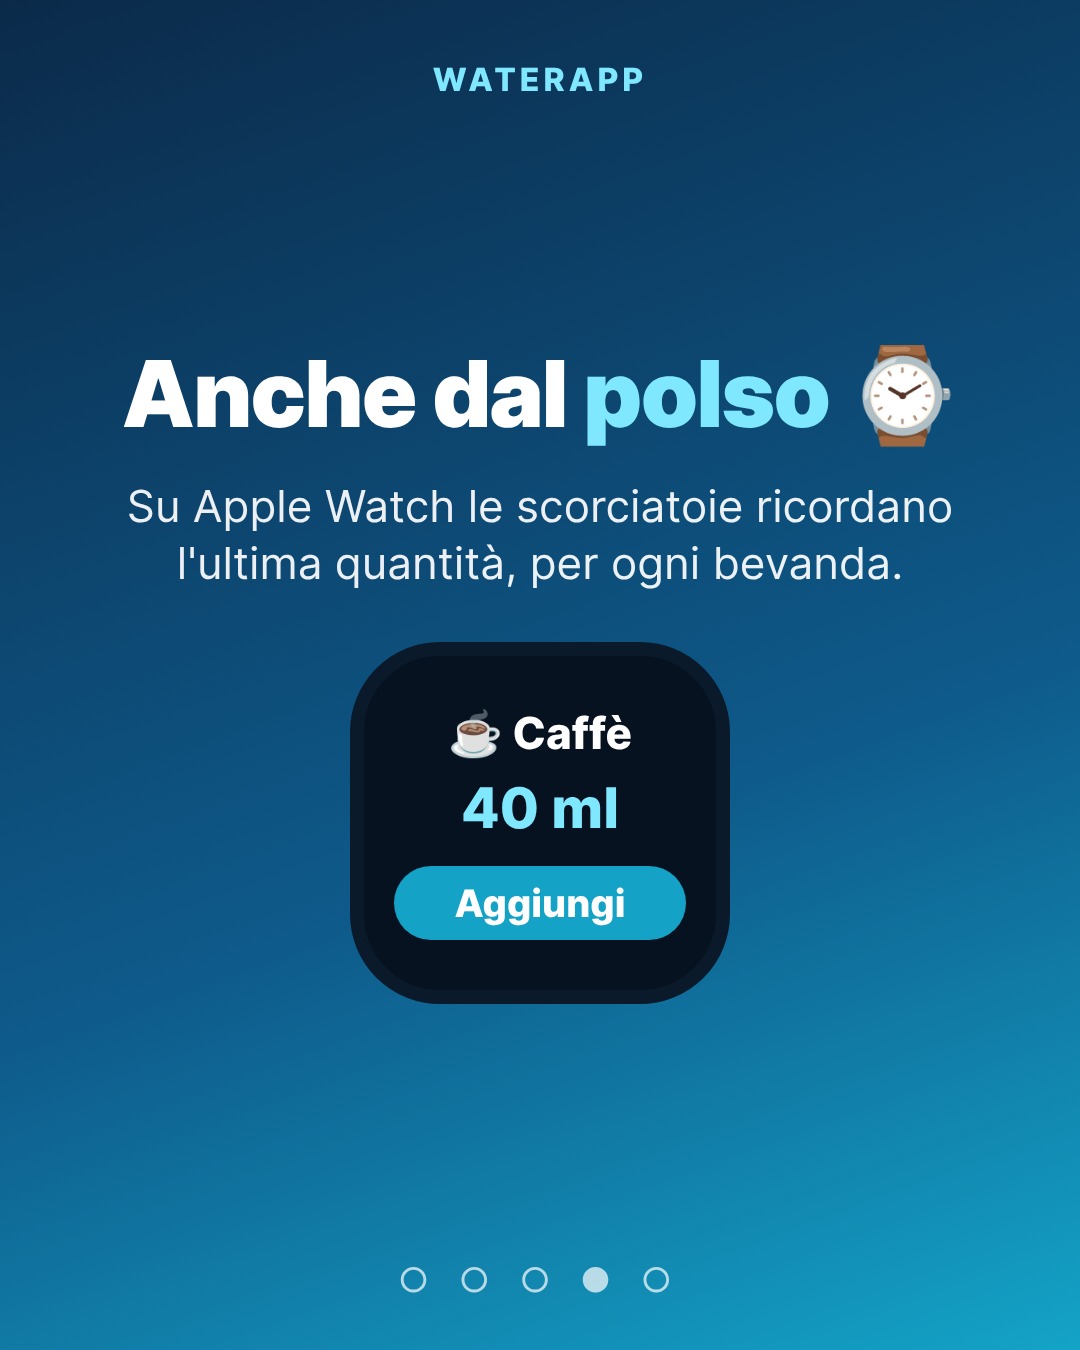 WATERAPP
Anche dal polso
Su Apple Watch le scorciatoie ricordano
l'ultima quantità, per ogni bevanda.
Caffè
40 ml
Aggiungi